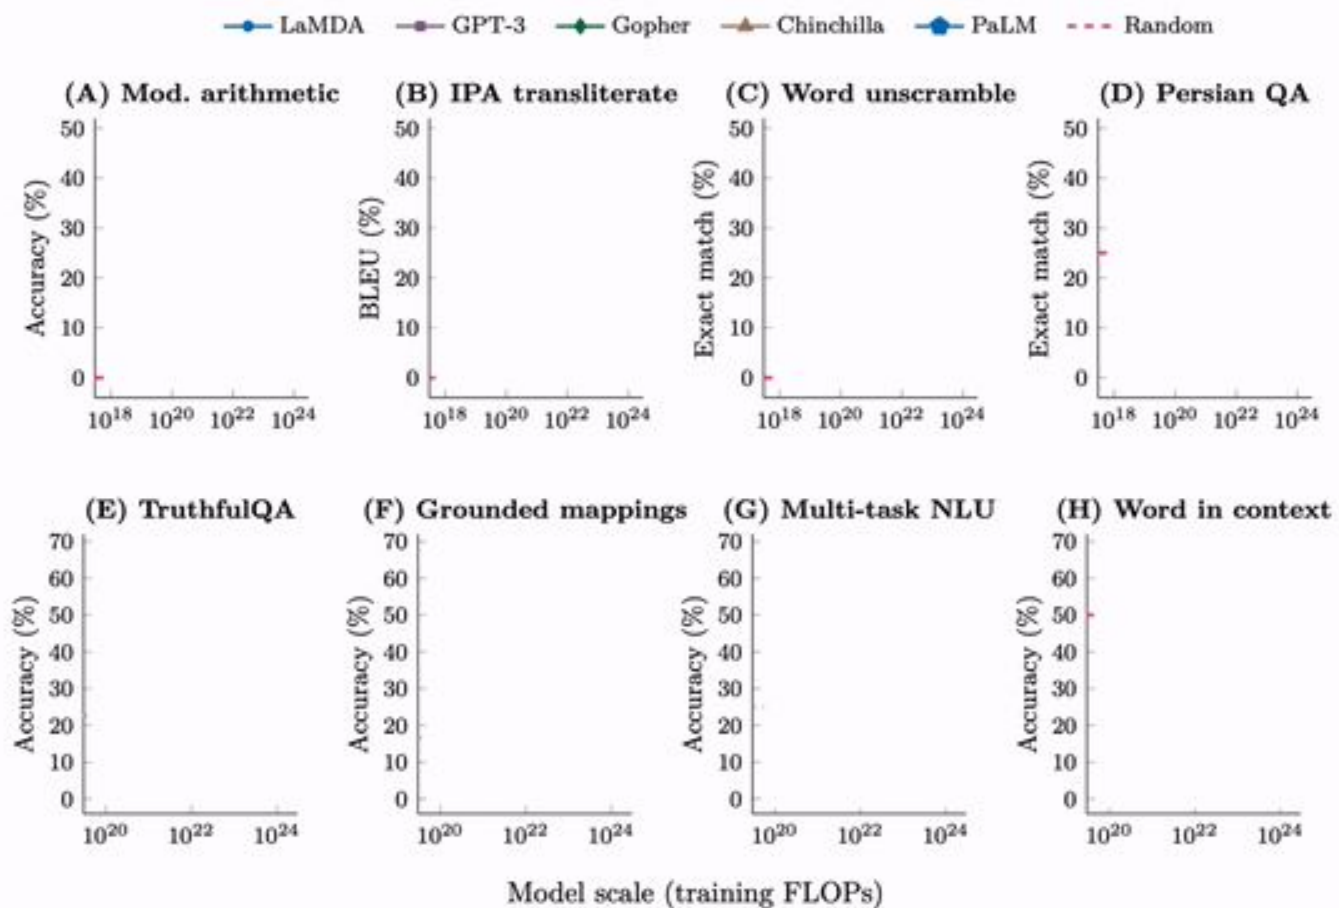 LaMDA GPT-3 Gopher Chinchilla PaLM Random
(A) Mod. arithmetic
Accuracy (%)
50
40
30
20
10
0
10^18 10^20 10^22 10^24
(B) IPA transliterate
BLEU (%)
50
40
30
20
10
0
10^18 10^20 10^22 10^24
(C) Word unscramble
Exact match (%)
50
40
30
20
10
0
10^18 10^20 10^22 10^24
(D) Persian QA
Exact match (%)
50
40
30
20
10
0
10^18 10^20 10^22 10^24
(E) TruthfulQA
Accuracy (%)
70
60
50
40
30
20
10
0
10^20 10^22 10^24
(F) Grounded mappings
Accuracy (%)
70
60
50
40
30
20
10
0
10^20 10^22 10^24
(G) Multi-task NLU
Accuracy (%)
70
60
50
40
30
20
10
0
10^20 10^22 10^24
(H) Word in context
Accuracy (%)
70
60
50
40
30
20
10
0
10^20 10^22 10^24
Model scale (training FLOPs)